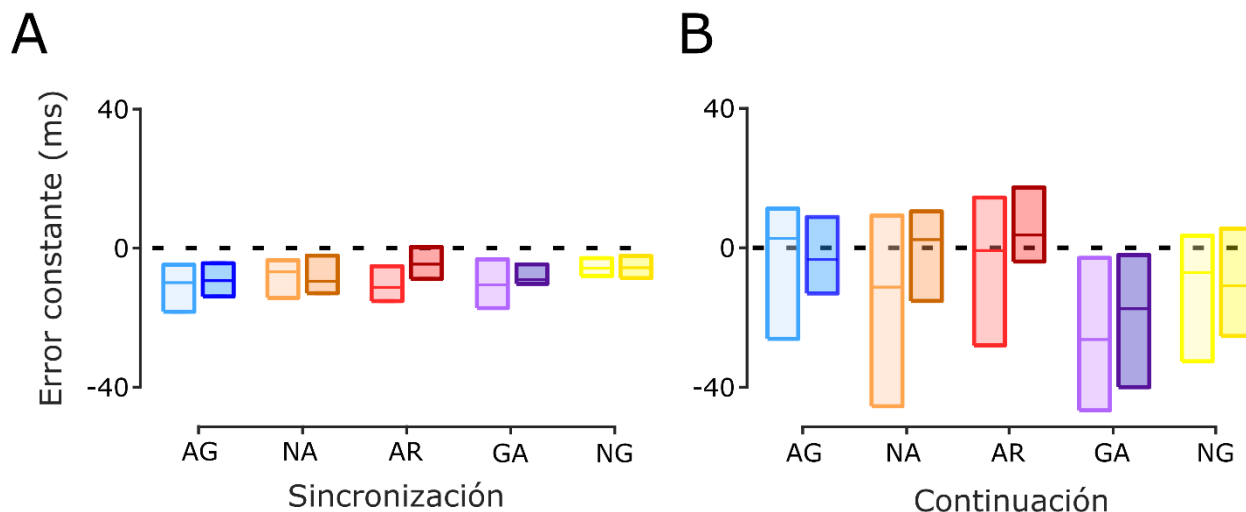 A
Error constante (ms)
40
0
-40
AG NA AR GA NG
Sincronización
B
40
0
-40
AG NA AR GA NG
Continuación